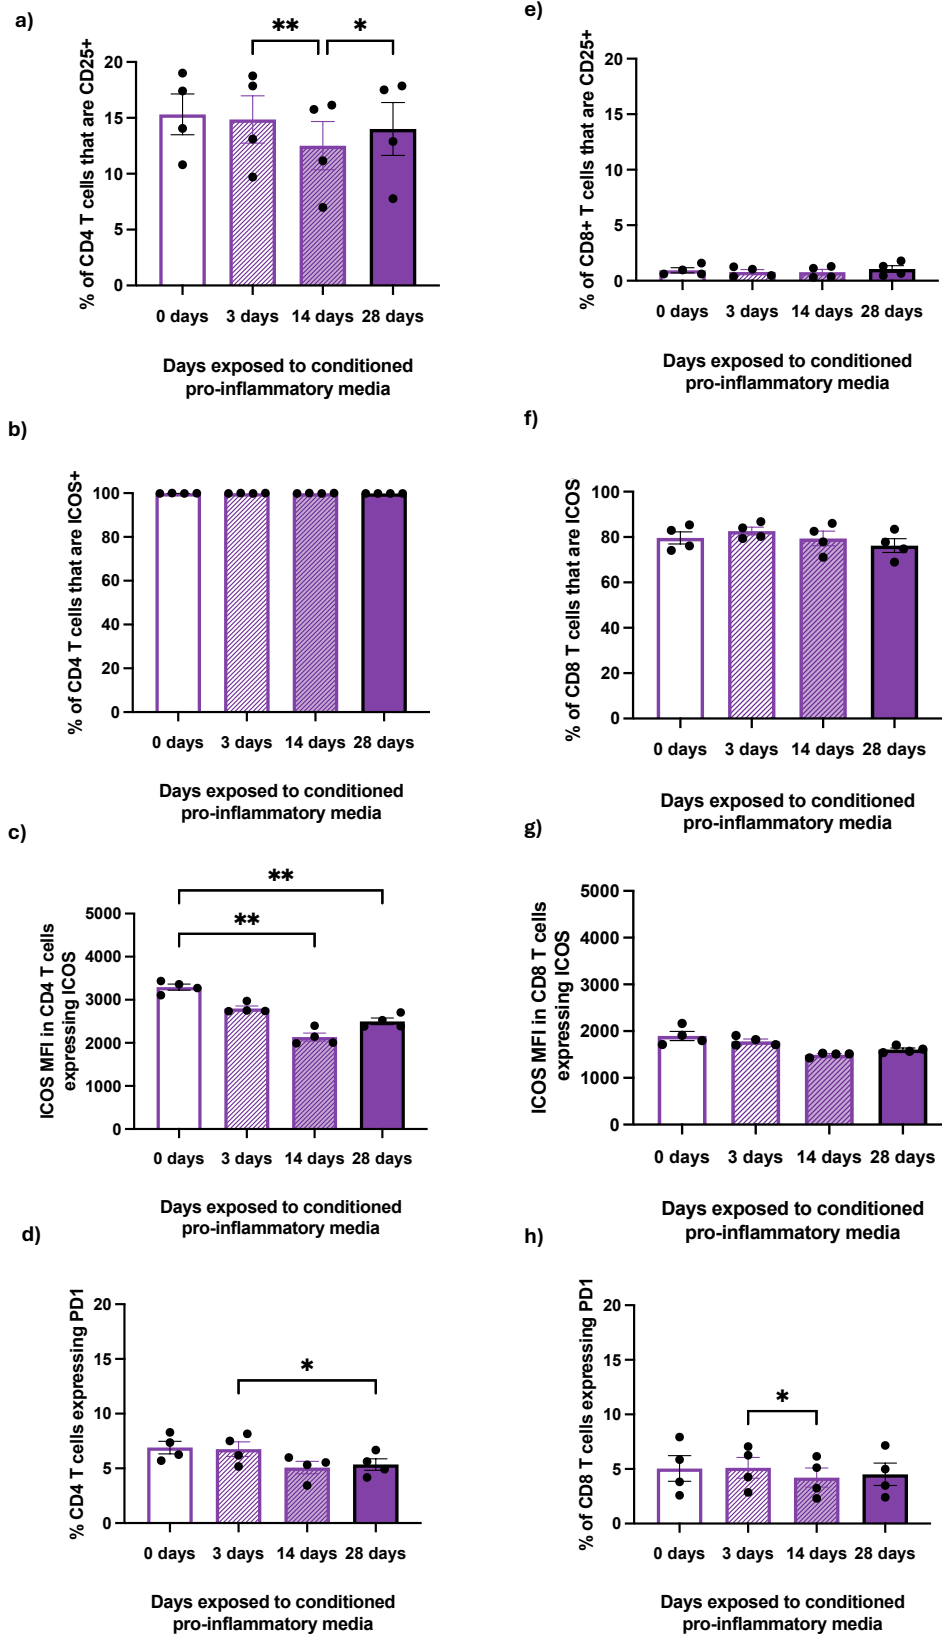 a)
% of CD4 T cells that are CD25+
** *
20
15
10
5
0
0 days 3 days 14 days 28 days
Days exposed to conditioned
pro-inflammatory media
b)
% of CD4 T cells that are ICOS+
100
80
60
40
20
0
0 days 3 days 14 days 28 days
Days exposed to conditioned
pro-inflammatory media
c)
ICOS MFI in CD4 T cells
expressing ICOS
**
**
5000
4000
3000
2000
1000
0
0 days 3 days 14 days 28 days
Days exposed to conditioned
pro-inflammatory media
d)
% CD4 T cells expressing PD1
*
20
15
10
5
0
0 days 3 days 14 days 28 days
Days exposed to conditioned
pro-inflammatory media
e)
% of CD8+ T cells that are CD25+
20
15
10
5
0
0 days 3 days 14 days 28 days
Days exposed to conditioned
pro-inflammatory media
f)
% of CD8 T cells that are ICOS
100
80
60
40
20
0
0 days 3 days 14 days 28 days
Days exposed to conditioned
pro-inflammatory media
g)
ICOS MFI in CD8 T cells
expressing ICOS
5000
4000
3000
2000
1000
0
0 days 3 days 14 days 28 days
Days exposed to conditioned
pro-inflammatory media
h)
% of CD8 T cells expressing PD1
*
20
15
10
5
0
0 days 3 days 14 days 28 days
Days exposed to conditioned
pro-inflammatory media